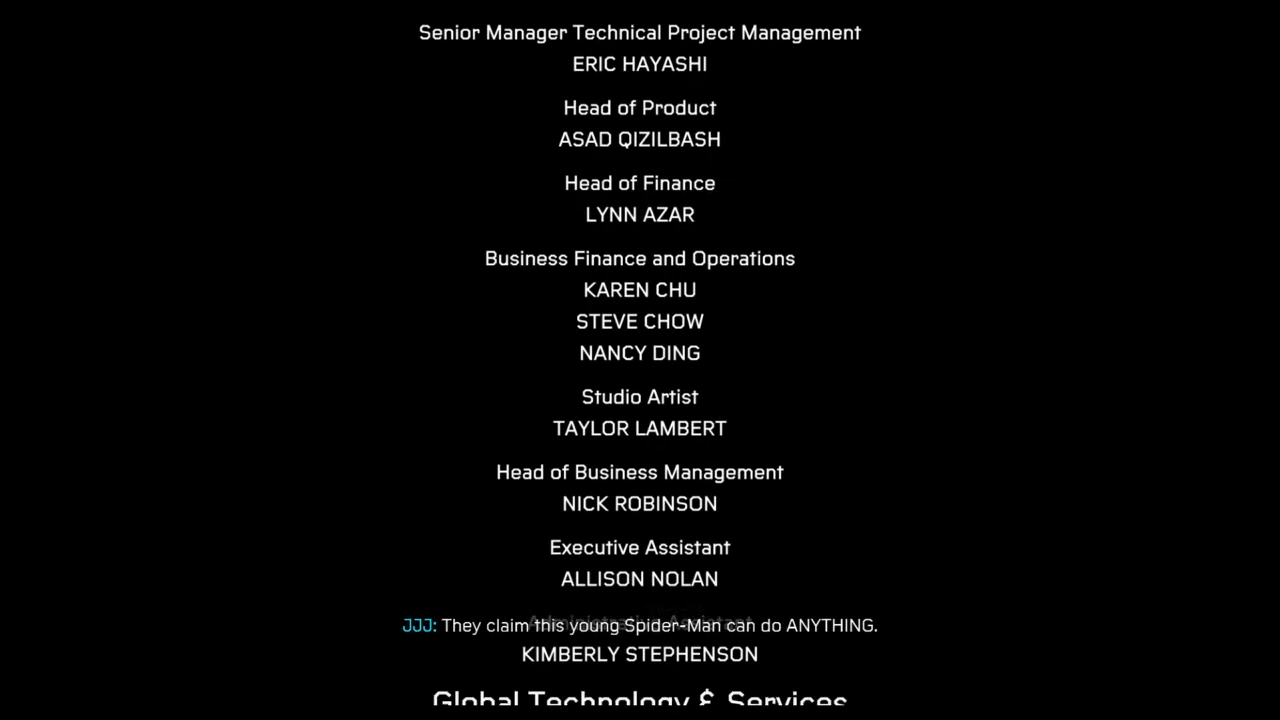 Senior Manager Technical Project Management
ERIC HAYASHI
Head of Product
ASAD QIZILBASH
Head of Finance
LYNN AZAR
Business Finance and Operations
KAREN CHU
STEVE CHOW
NANCY DING
Studio Artist
TAYLOR LAMBERT
Head of Business Management
NICK ROBINSON
Executive Assistant
ALLISON NOLAN
Administrative Assistant
JJJ: They claim this young Spider-Man can do ANYTHING.
KIMBERLY STEPHENSON
Global Technology & Services